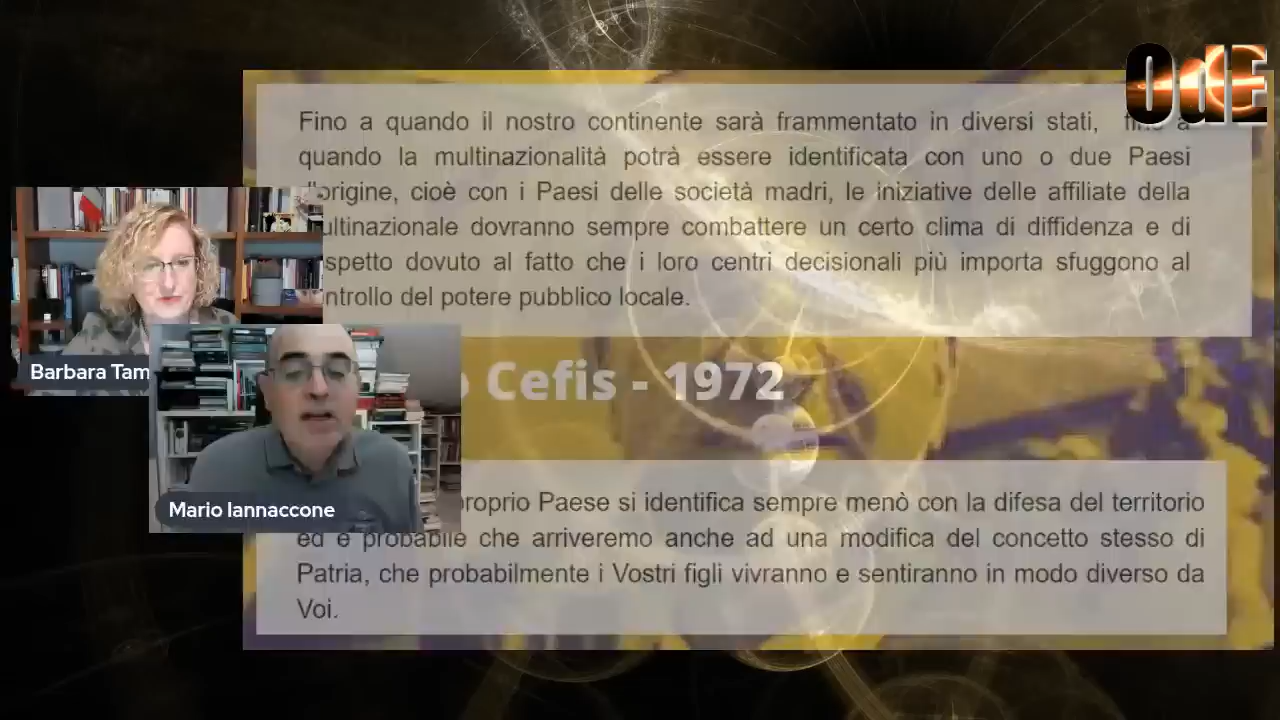 OdE
Fino a quando il nostro continente sarà frammentato in diversi stati, fino a
quando la multinazionalità potrà essere identificata con uno o due Paesi
d'origine, cioè con i Paesi delle società madri, le iniziative delle affiliate della
ultinazionale dovranno sempre combattere un certo clima di diffidenza e di
spetto dovuto al fatto che i loro centri decisionali più importa sfuggono al
ntrollo del potere pubblico locale.
Barbara Tam
Cefis - 1972
Mario Iannaccone
proprio Paese si identifica sempre menò con la difesa del territorio
ed è probabile che arriveremo anche ad una modifica del concetto stesso di
Patria, che probabilmente i Vostri figli vivranno e sentiranno in modo diverso da
Voi.